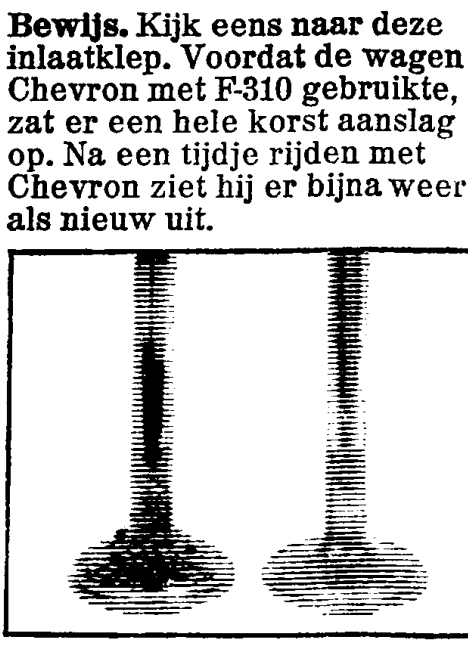 Bewijs. Kijk eens naar deze
inlaatklep. Voordat de wagen
Chevron met F-310 gebruikte,
zat er een hele korst aanslag
op. Na een tijdje rijden met
Chevron ziet hij er bijna weer
als nieuw uit.